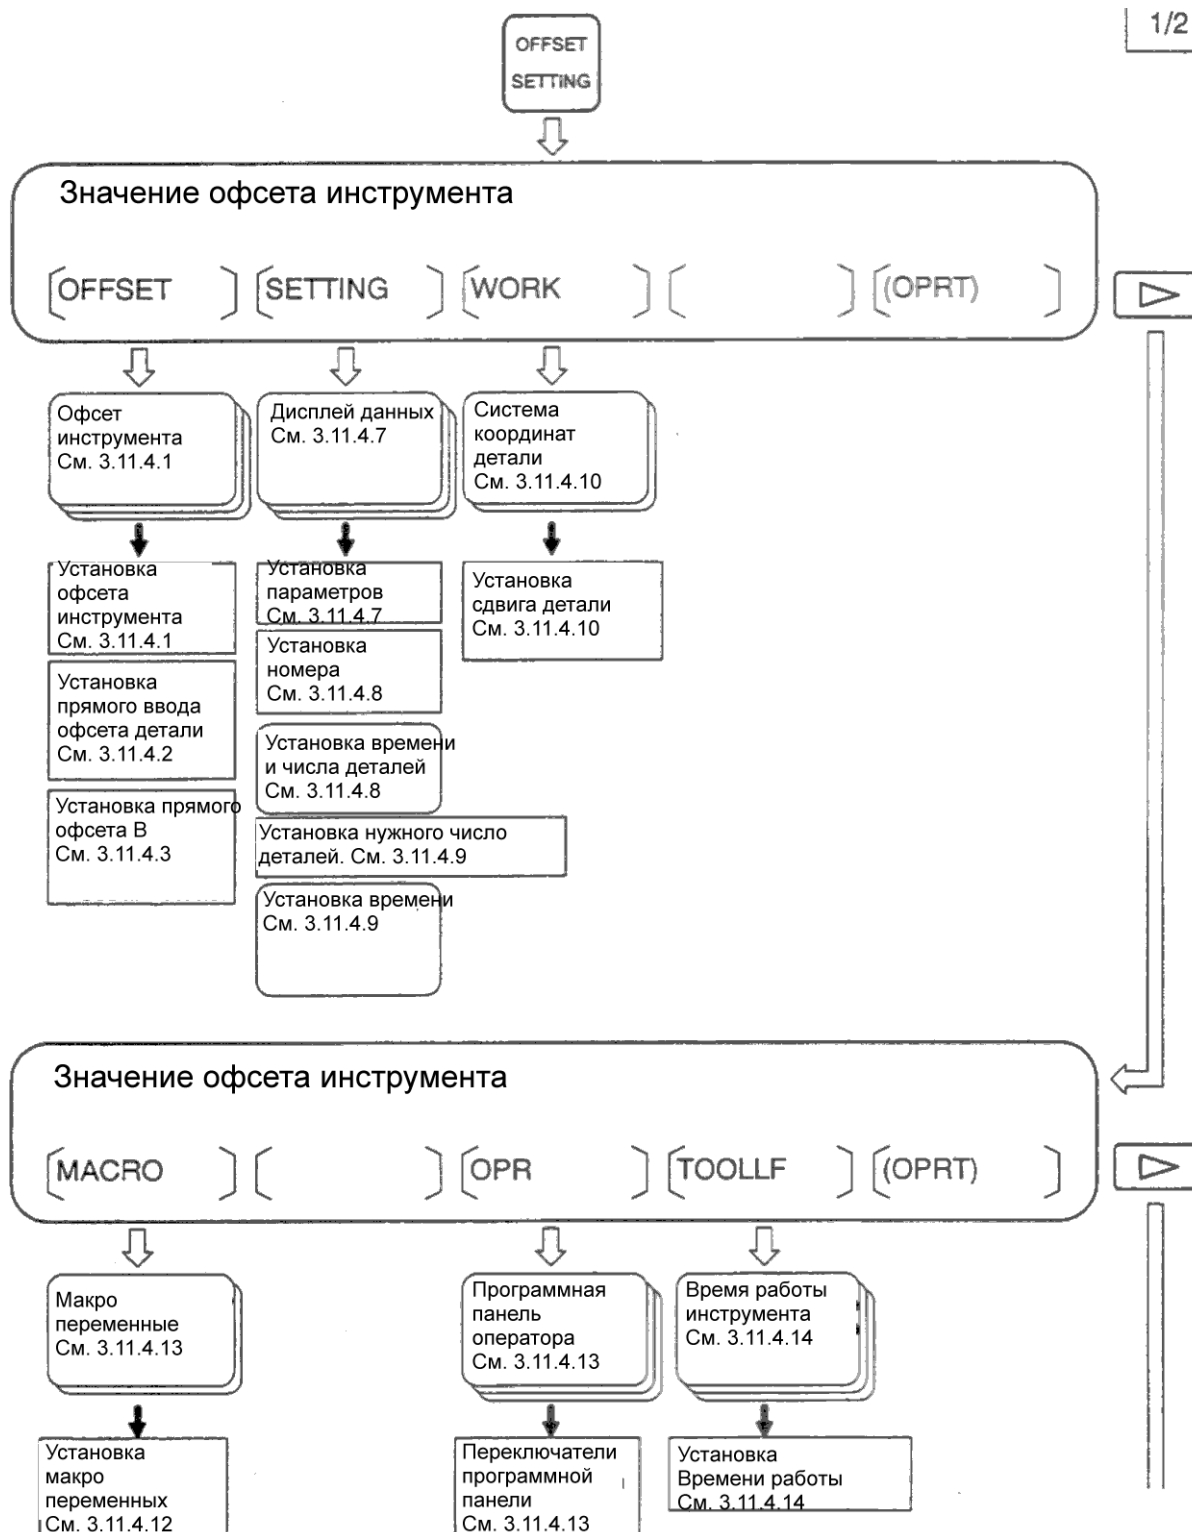 1/2
OFFSET
SETTING
Значение офсета инструмента
[OFFSET ] [SETTING ] [WORK ] [ ] [(OPRT) ]
Офсет
инструмента
См. 3.11.4.1
Дисплей данных
См. 3.11.4.7
Система
координат
детали
См. 3.11.4.10
Установка
офсета
инструмента
См. 3.11.4.1
Установка
параметров
См. 3.11.4.7
Установка
сдвига детали
См. 3.11.4.10
Установка
номера
См. 3.11.4.8
Установка
прямого ввода
офсета детали
См. 3.11.4.2
Установка времени
и числа деталей
См. 3.11.4.8
Установка прямого
офсета В
См. 3.11.4.3
Установка нужного число
деталей. См. 3.11.4.9
Установка времени
См. 3.11.4.9
Значение офсета инструмента
[MACRO ] [ ] [OPR ] [TOOLLF ] [(OPRT) ]
Макро
переменные
См. 3.11.4.13
Программная
панель
оператора
См. 3.11.4.13
Время работы
инструмента
См. 3.11.4.14
Установка
макро
переменных
См. 3.11.4.12
Переключатели
программной
панели
См. 3.11.4.13
Установка
Времени работы
См. 3.11.4.14